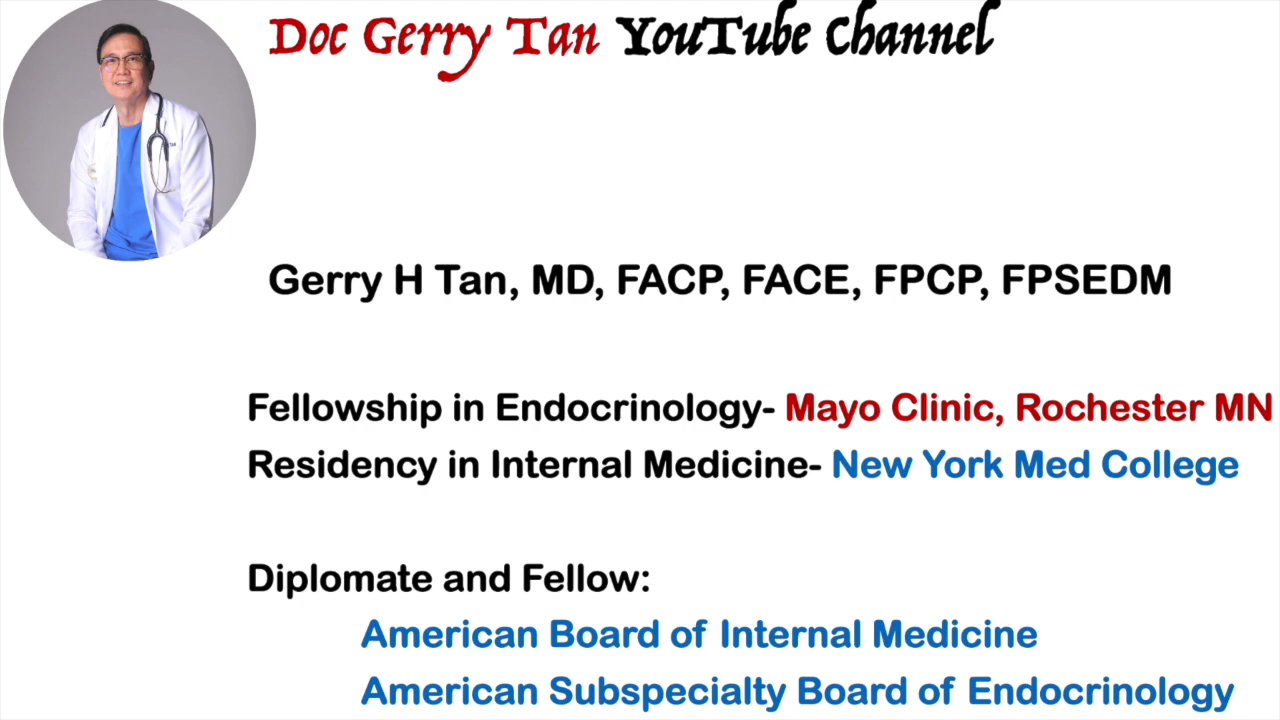 Doc Gerry Tan YouTube Channel
Gerry H Tan, MD, FACP, FACE, FPCP, FPSEDM
Fellowship in Endocrinology- Mayo Clinic, Rochester MN
Residency in Internal Medicine- New York Med College
Diplomate and Fellow:
American Board of Internal Medicine
American Subspecialty Board of Endocrinology